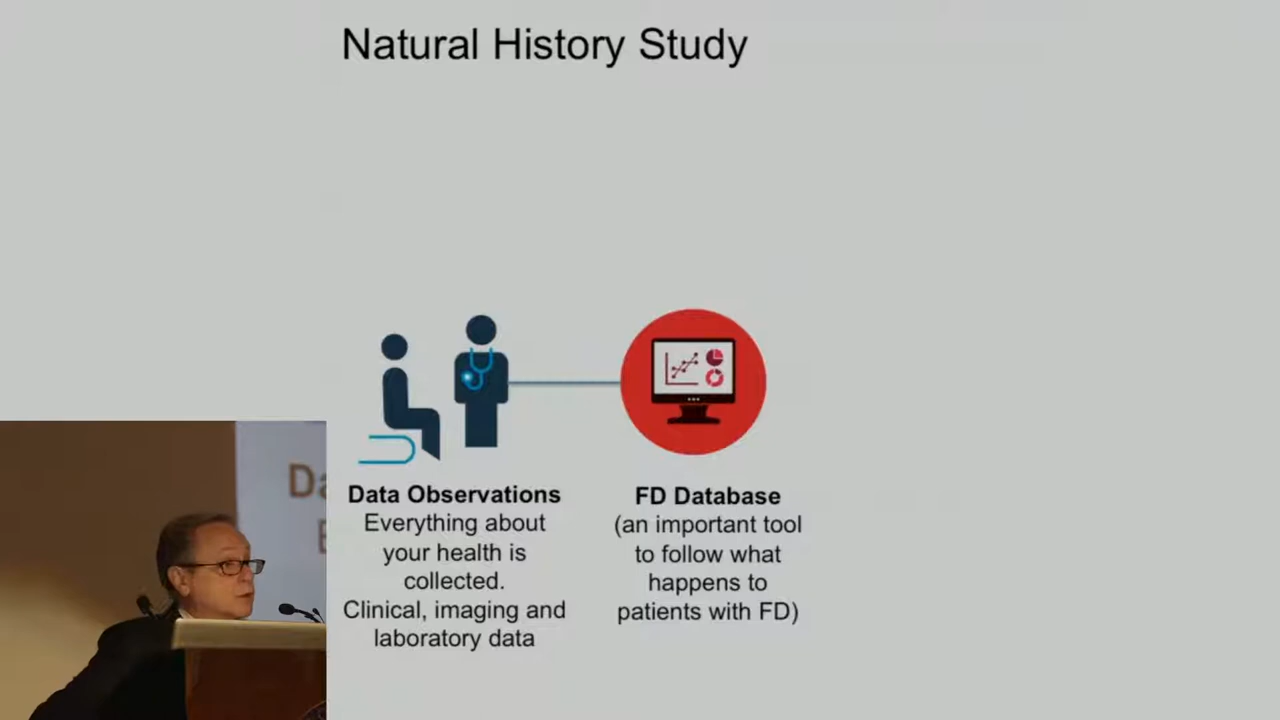 Natural History Study
Data Observations
Everything about
your health is
collected.
Clinical, imaging and
laboratory data
FD Database
(an important tool
to follow what
happens to
patients with FD)